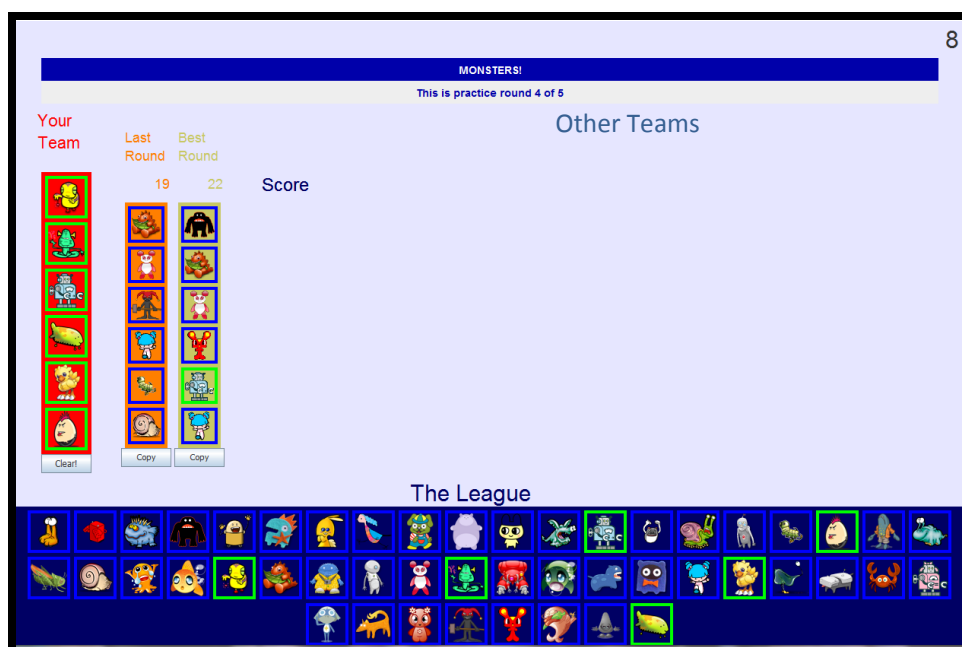 8
MONSTERS!
This is practice round 4 of 5
Your
Team
Last
Round
Best
Round
Other Teams
19
22
Score
Clear!
Copy
Copy
The League